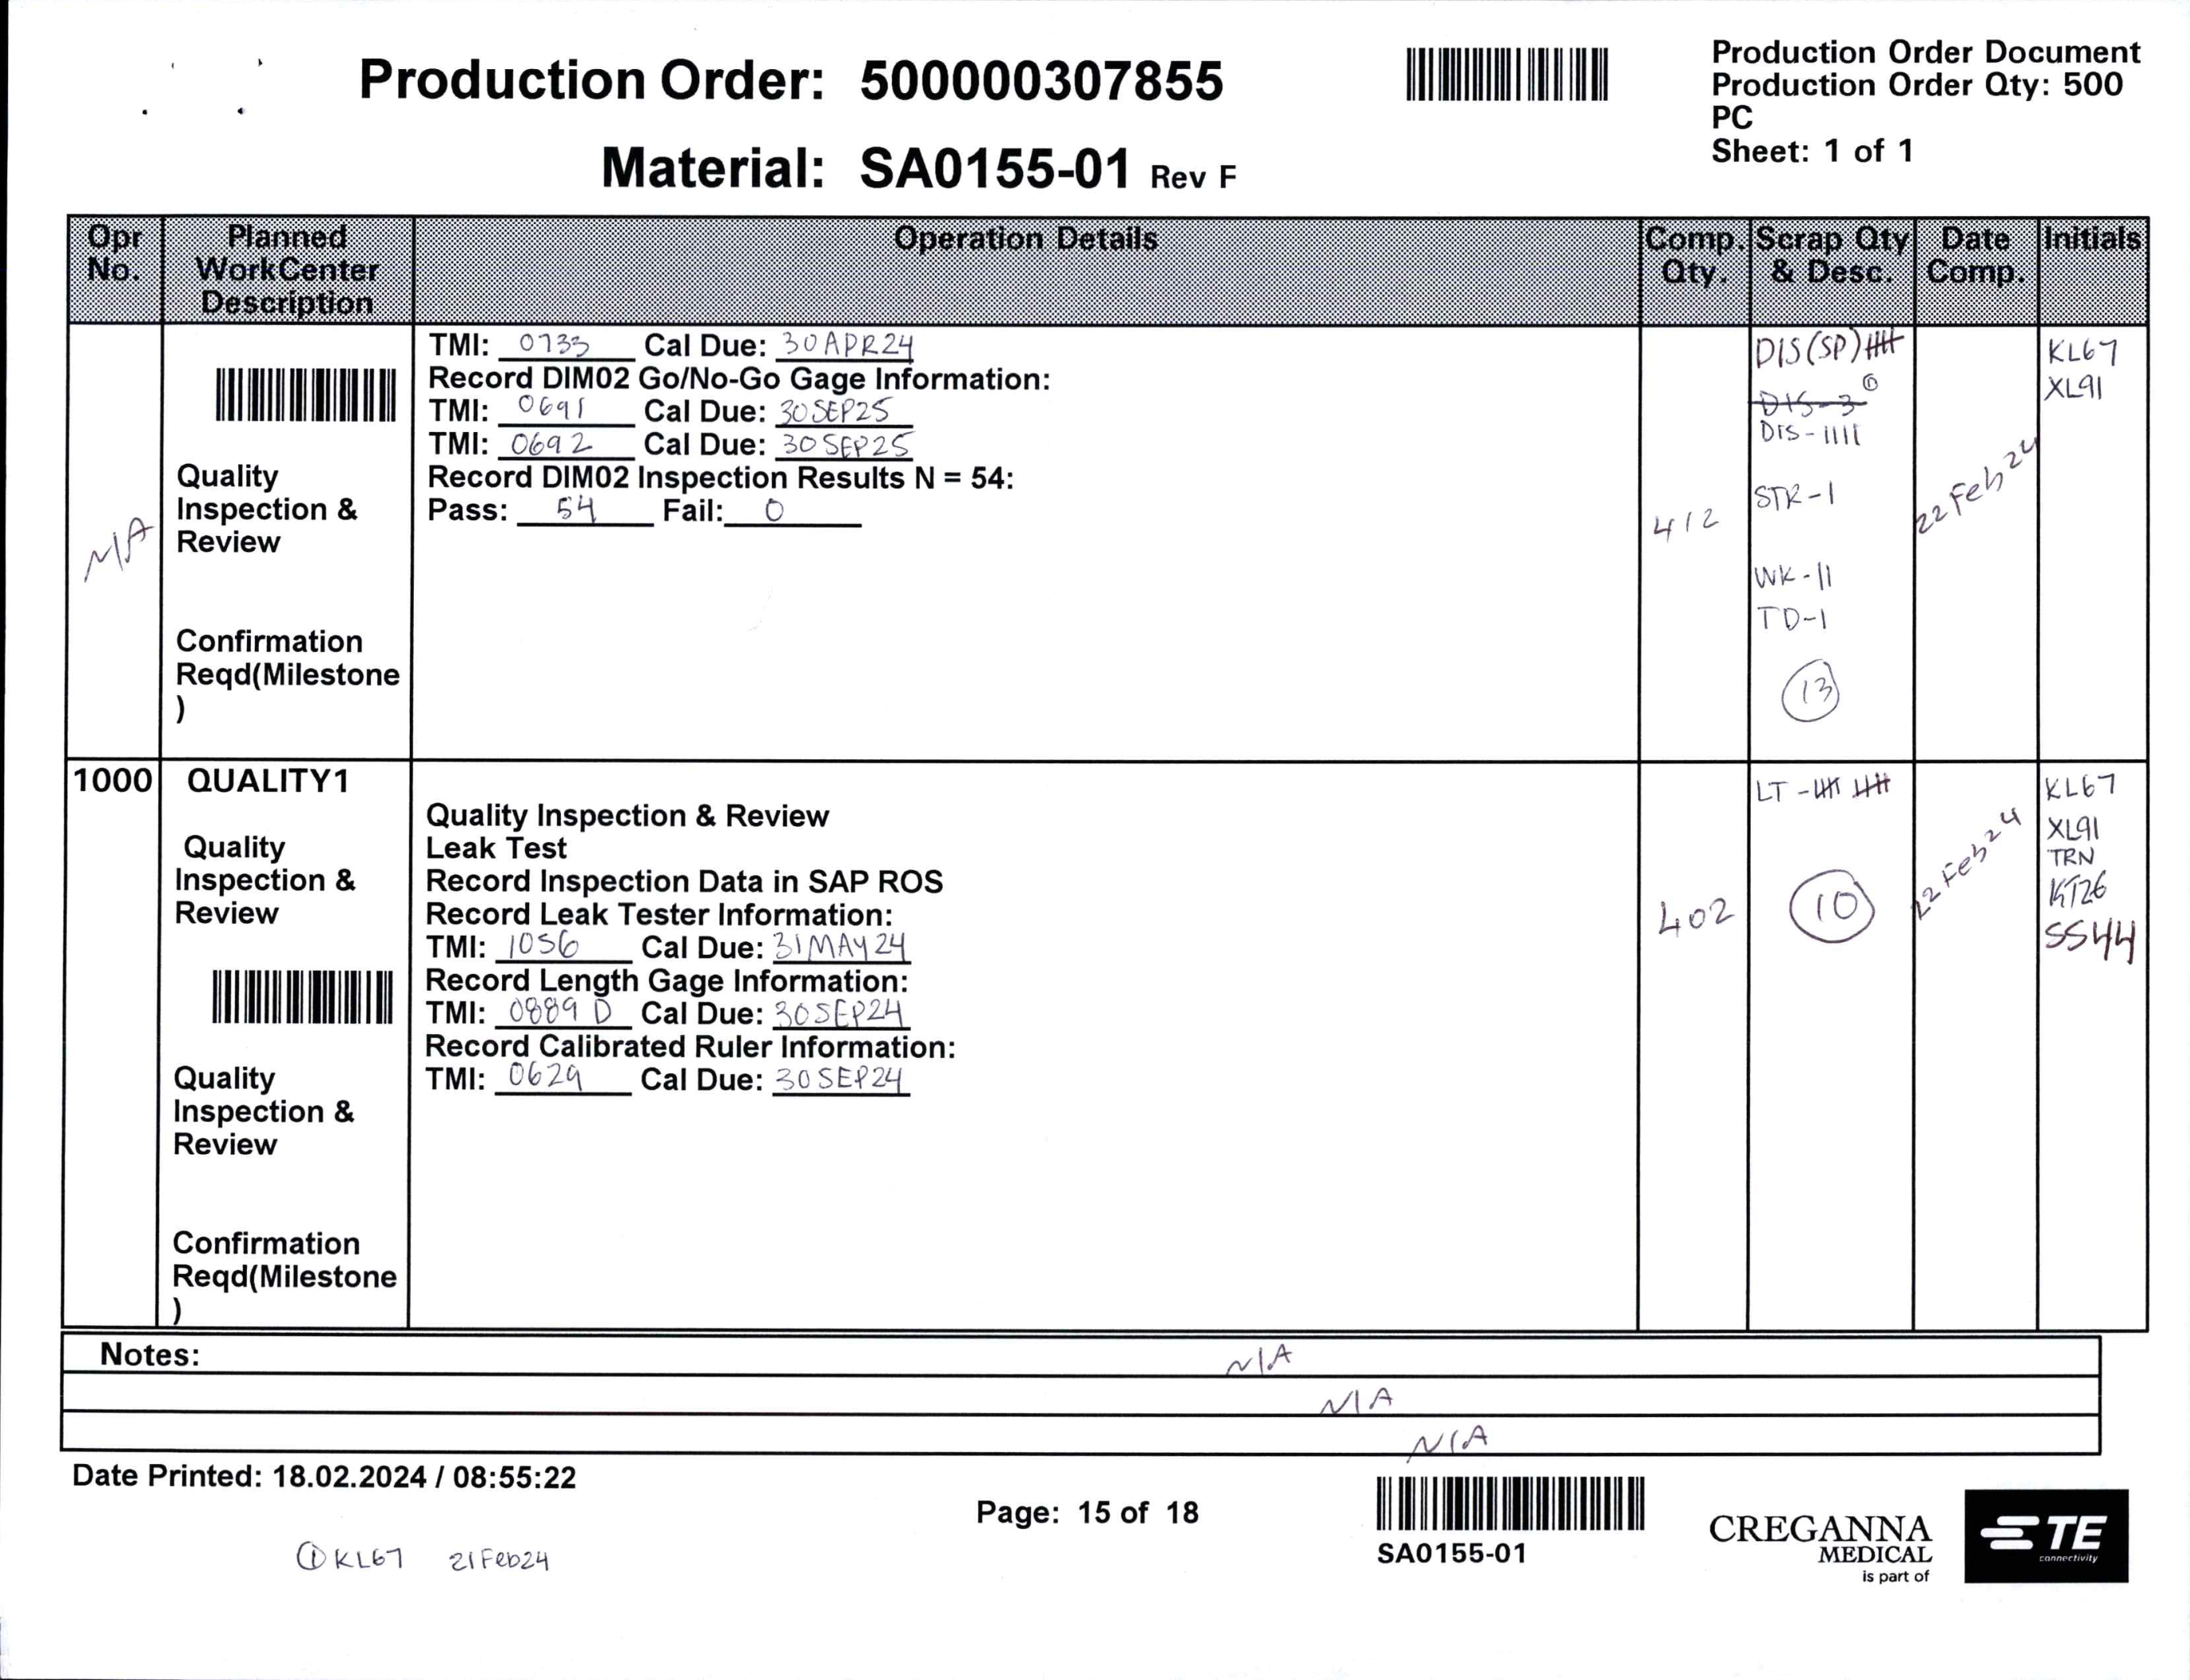 Production Order: 500000307855
Material: SA0155-01 Rev F
Production Order Document
Production Order Qty: 500
PC
Sheet: 1 of 1
Opr No.
Planned WorkCenter Description
Operation Details
Comp. Qty.
Scrap Qty & Desc.
Date Comp.
Initials
N/A
Quality
Inspection &
Review
Confirmation
Reqd(Milestone
)
TMI: 0733 Cal Due: 30APR24
Record DIM02 Go/No-Go Gage Information:
TMI: 0691 Cal Due: 30SEP25
TMI: 0692 Cal Due: 30SEP25
Record DIM02 Inspection Results N = 54:
Pass: 54 Fail: 0
412
DIS(SP) 𝍸
DIS-3 ①
DIS-IIII
STR-1
WK-II
TD-1
13
22Feb24
KL67
XL91
1000
QUALITY1
Quality
Inspection &
Review
Quality
Inspection &
Review
Confirmation
Reqd(Milestone
)
Quality Inspection & Review
Leak Test
Record Inspection Data in SAP ROS
Record Leak Tester Information:
TMI: 1056 Cal Due: 31MAY24
Record Length Gage Information:
TMI: 0889 D Cal Due: 30SEP24
Record Calibrated Ruler Information:
TMI: 0629 Cal Due: 30SEP24
402
LT - 𝍸 𝍸
10
22Feb24
KL67
XL91
TRN
KT26
SS44
Notes: N/A
N/A
N/A
Date Printed: 18.02.2024 / 08:55:22
Page: 15 of 18
SA0155-01
CREGANNA
MEDICAL
is part of
TE
connectivity
① KL67 21Feb24